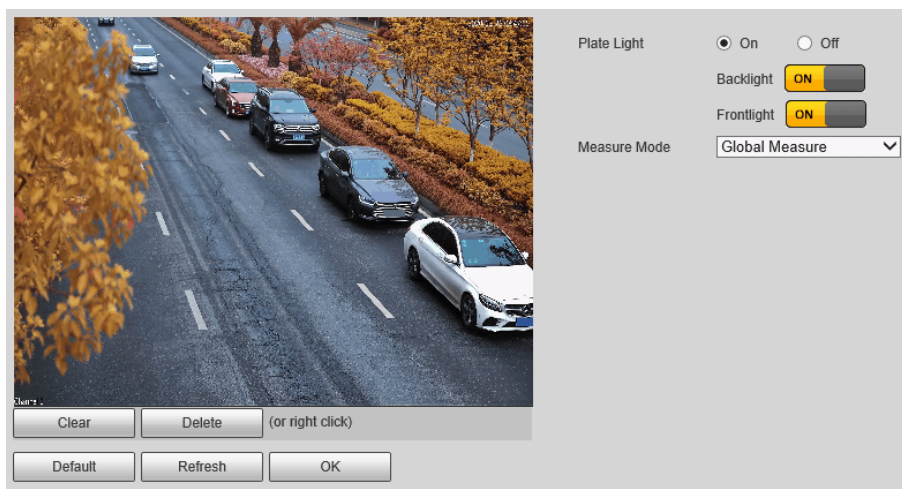 Plate Light On Off
Backlight ON
Frontlight ON
Measure Mode Global Measure
Clear Delete (or right click)
Default Refresh OK